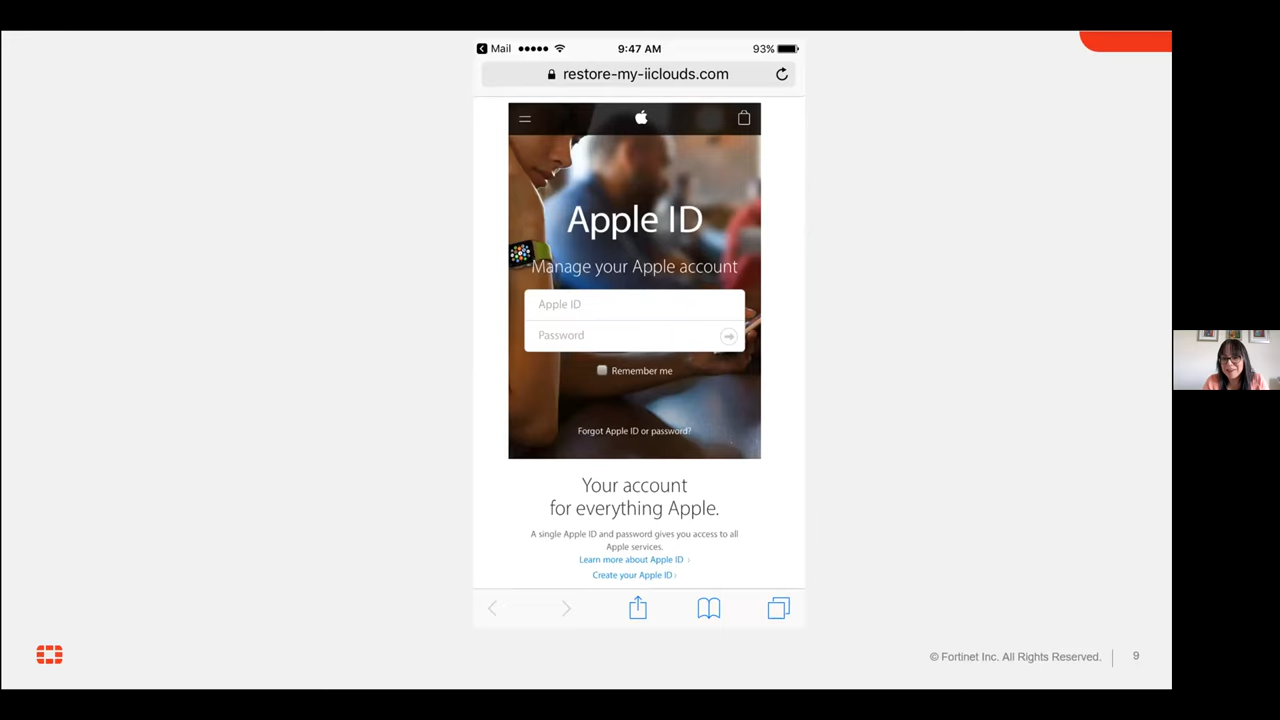 Mail 9:47 AM 93%
restore-my-iiclouds.com
Apple ID
Manage your Apple account
Apple ID
Password
Remember me
Forgot Apple ID or password?
Your account
for everything Apple.
A single Apple ID and password gives you access to all
Apple services.
Learn more about Apple ID ›
Create your Apple ID ›
© Fortinet Inc. All Rights Reserved. 9